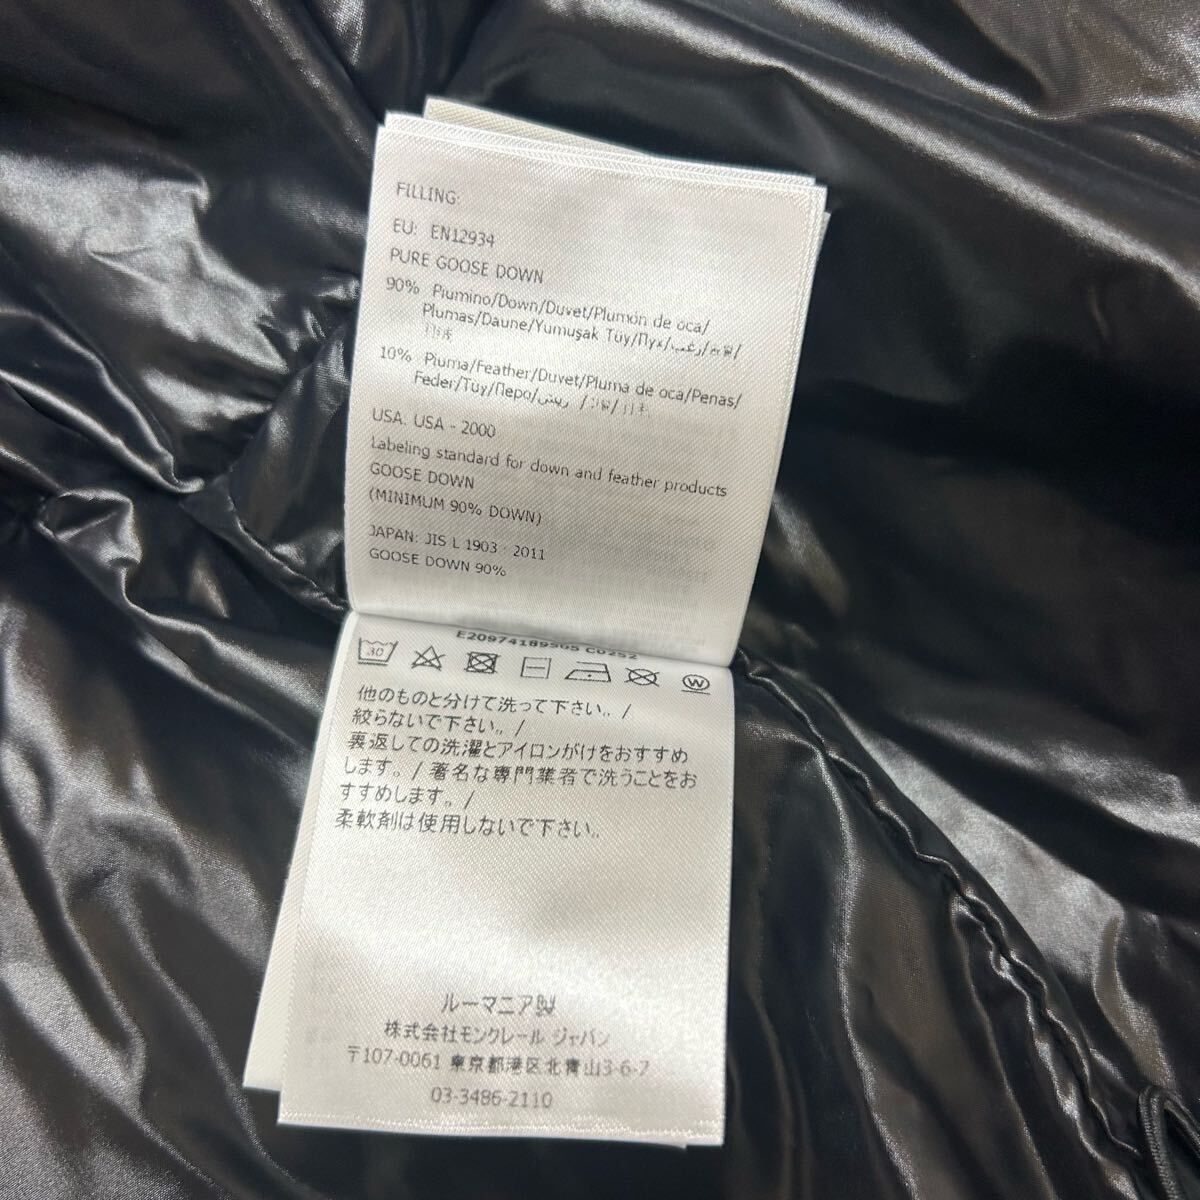 FILLING:
EU: EN12934
PURE GOOSE DOWN
90% Piumino/Down/Duvet/Plumón de oca/
Plumas/Daune/Yumuşak Tüy/Пух/زغب/
10% Piuma/Feather/Duvet/Pluma de oca/Penas/
Feder/Tüy/Перо/ريش/
USA. USA - 2000
Labeling standard for down and feather products
GOOSE DOWN
(MINIMUM 90% DOWN)
JAPAN: JIS L 1903 - 2011
GOOSE DOWN 90%
30
W
他のものと分けて洗って下さい。/
絞らないで下さい。/
裏返しての洗濯とアイロンがけをおすすめ
します。/ 著名な専門業者で洗うことをお
すすめします。/
柔軟剤は使用しないで下さい。
ルーマニア製
株式会社モンクレール ジャパン
〒107-0061 東京都港区北青山3-6-7
03-3486-2110